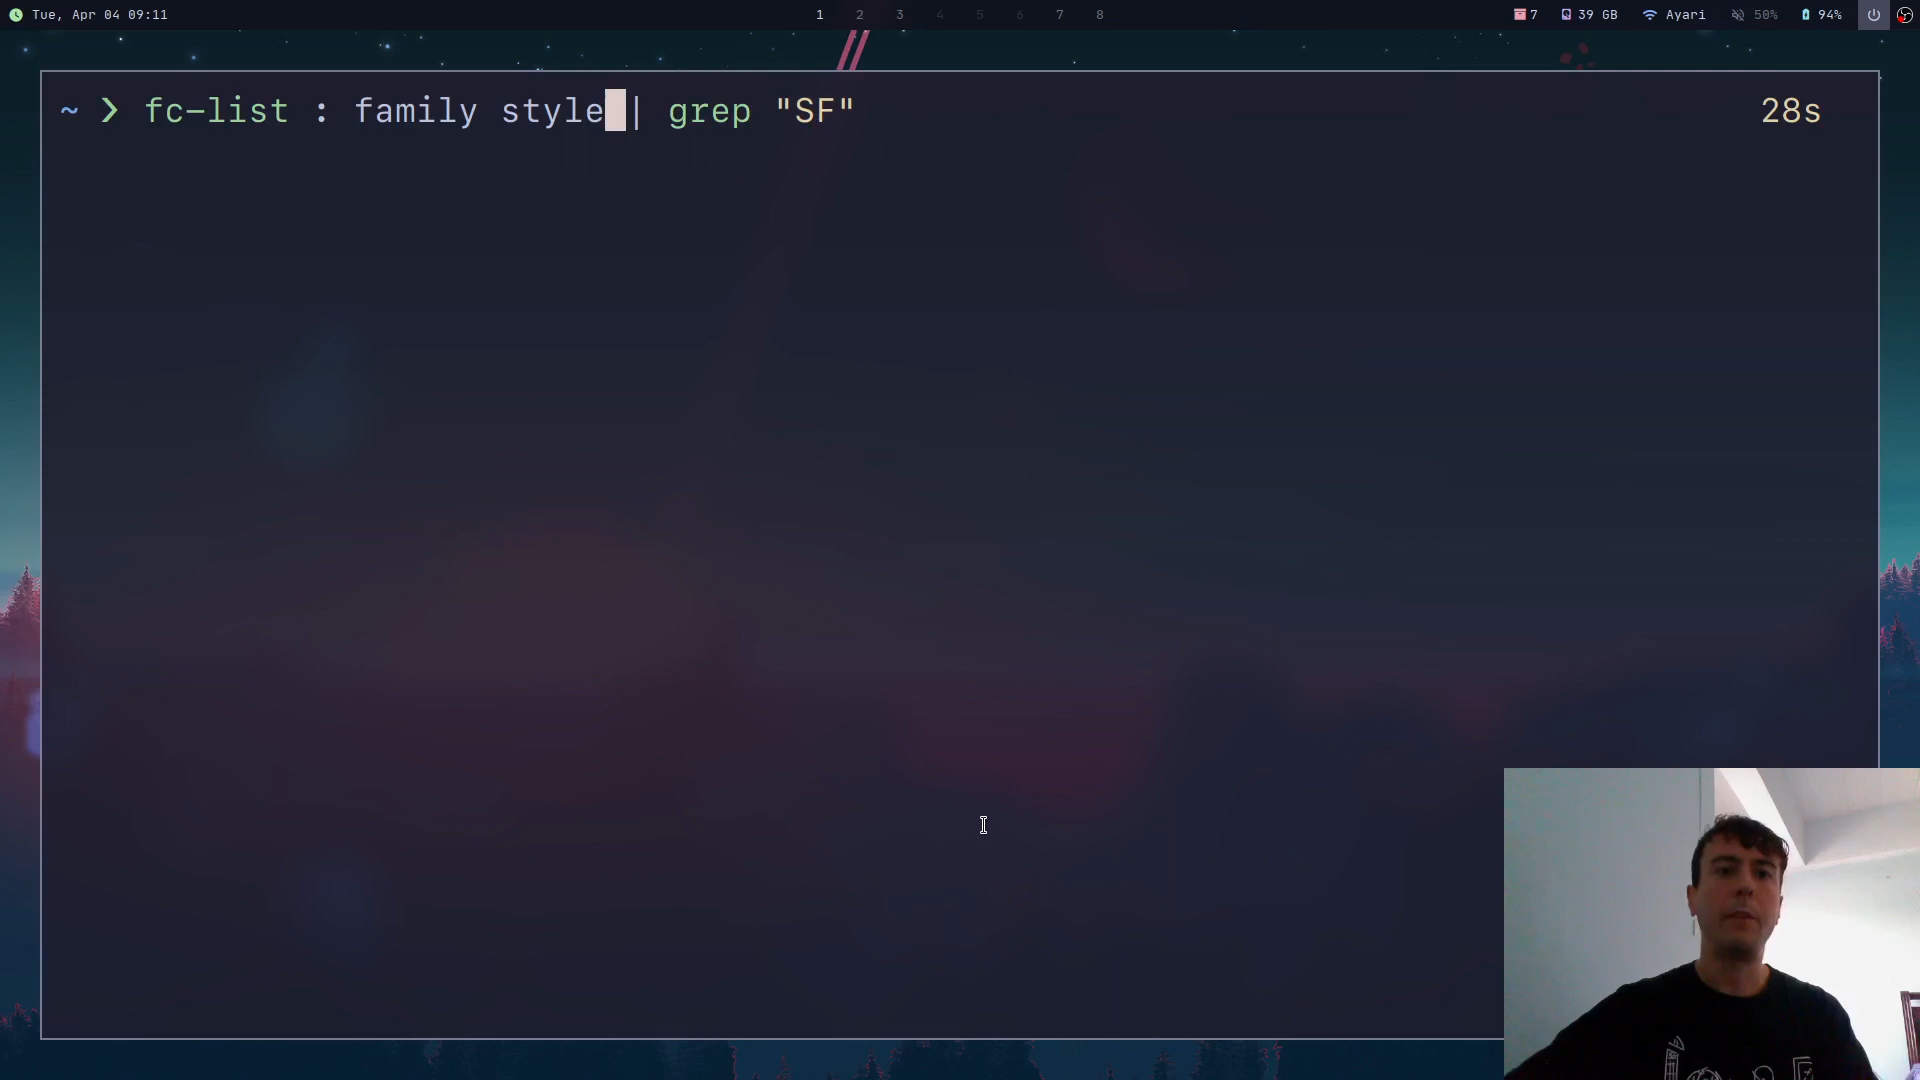 Tue, Apr 04 09:11
1 2 3 4 5 6 7 8
7 39 GB Ayari 50% 94%
~ ❯ fc-list : family style | grep "SF"
28s